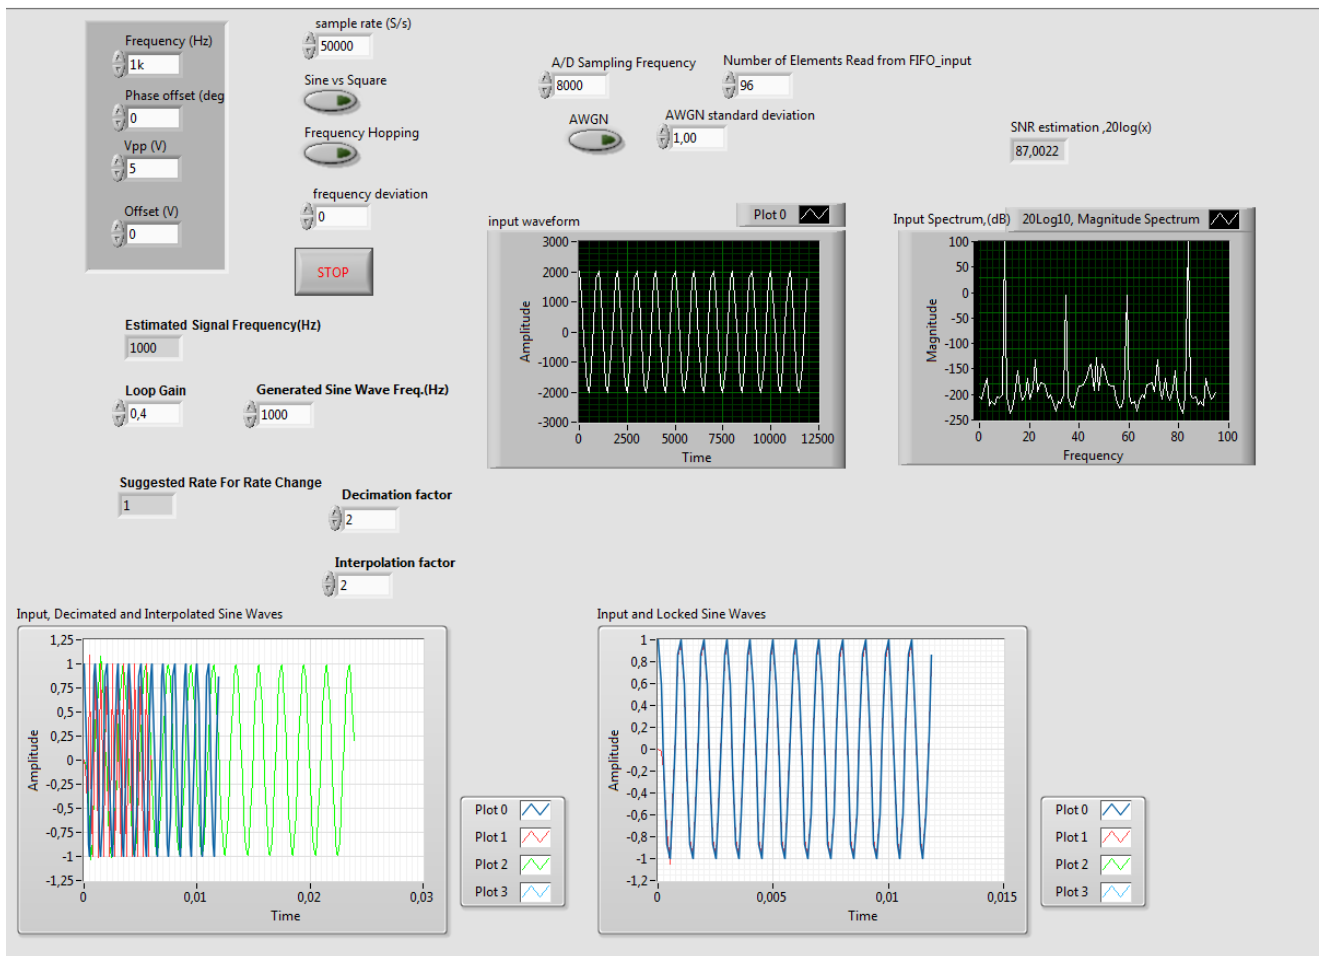 Frequency (Hz)
1k
Phase offset (deg
0
Vpp (V)
5
Offset (V)
0
sample rate (S/s)
50000
Sine vs Square
Frequency Hopping
frequency deviation
0
STOP
A/D Sampling Frequency
8000
Number of Elements Read from FIFO_input
96
AWGN
AWGN standard deviation
1,00
SNR estimation ,20log(x)
87,0022
Estimated Signal Frequency(Hz)
1000
Loop Gain
0,4
Generated Sine Wave Freq.(Hz)
1000
Suggested Rate For Rate Change
1
Decimation factor
2
Interpolation factor
2
input waveform
Plot 0
3000
2000
1000
0
-1000
-2000
-3000
Amplitude
0 2500 5000 7500 10000 12500
Time
Input Spectrum,(dB)
20Log10, Magnitude Spectrum
100
50
0
-50
-100
-150
-200
-250
Magnitude
0 20 40 60 80 100
Frequency
Input, Decimated and Interpolated Sine Waves
1,25
1
0,75
0,5
0,25
0
-0,25
-0,5
-0,75
-1
-1,25
Amplitude
0 0,01 0,02 0,03
Time
Plot 0
Plot 1
Plot 2
Plot 3
Input and Locked Sine Waves
1
0,8
0,6
0,4
0,2
0
-0,2
-0,4
-0,6
-0,8
-1
-1,2
Amplitude
0 0,005 0,01 0,015
Time
Plot 0
Plot 1
Plot 2
Plot 3